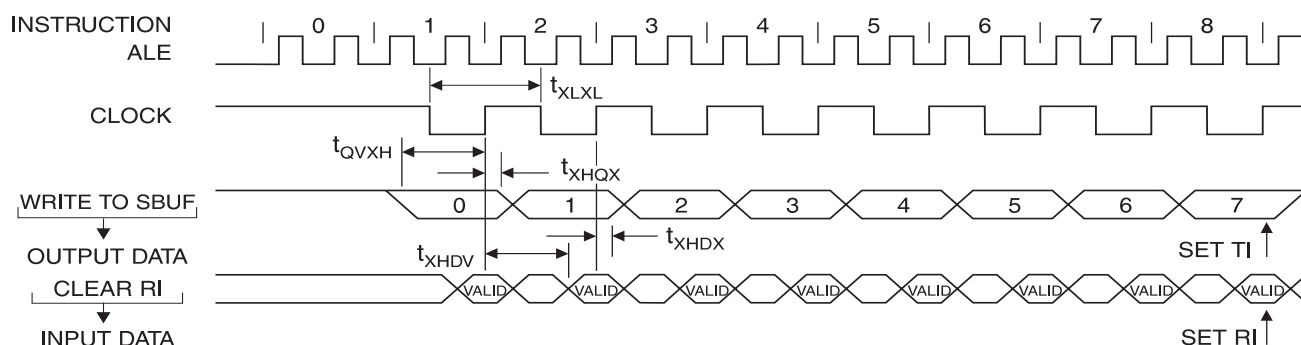 INSTRUCTION 0 1 2 3 4 5 6 7 8
ALE
tXLXL
CLOCK
tQVXH
tXHQX
WRITE TO SBUF 0 1 2 3 4 5 6 7
OUTPUT DATA
tXHDV
tXHDX
SET TI
CLEAR RI VALID VALID VALID VALID VALID VALID VALID VALID
INPUT DATA
SET RI